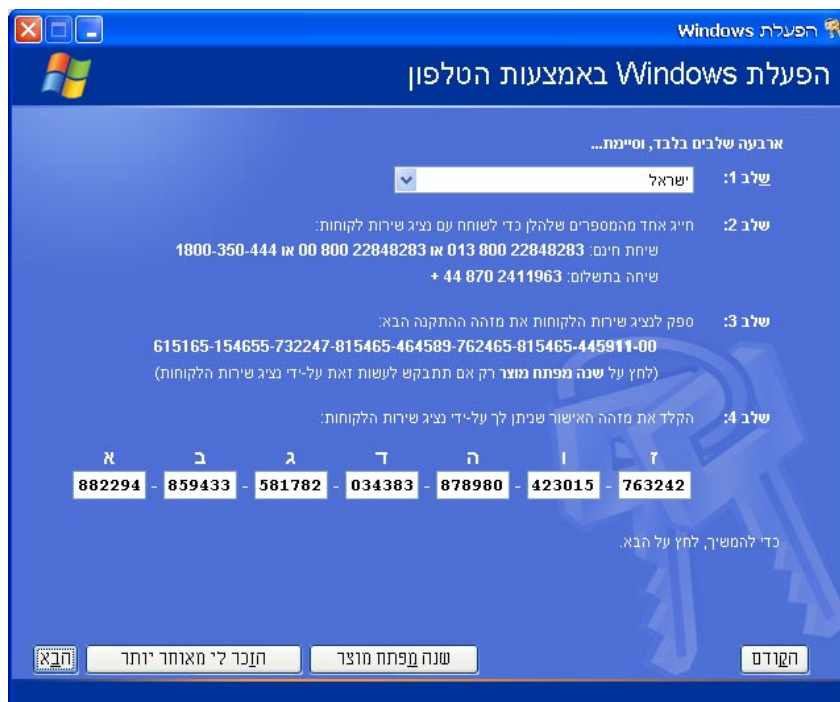 הפעלת Windows
הפעלת Windows באמצעות הטלפון
ארבעה שלבים בלבד, וסיימת...
שלב 1: ישראל
שלב 2: חייג אחד מהמספרים שלהלן כדי לשוחח עם נציג שירות לקוחות:
שיחת חינם: 013 800 22848283 או 00 800 22848283 או 1800-350-444
שיחה בתשלום: 44 870 2411963 +
שלב 3: ספק לנציג שירות הלקוחות את מזהה ההתקנה הבא:
615165-154655-732247-815465-464589-762465-815465-445911-00
(לחץ על שנה מפתח מוצר רק אם תתבקש לעשות זאת על-ידי נציג שירות הלקוחות)
שלב 4: הקלד את מזהה האישור שניתן לך על-ידי נציג שירות הלקוחות:
א ב ג ד ה ו ז
882294 - 859433 - 581782 - 034383 - 878980 - 423015 - 763242
כדי להמשיך, לחץ על הבא.
הקודם שנה מפתח מוצר הזכר לי מאוחר יותר הבא